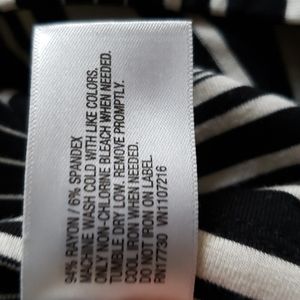 94% RAYON / 6% SPANDEX
MACHINE WASH COLD WITH LIKE COLORS.
ONLY NON-CHLORINE BLEACH WHEN NEEDED.
TUMBLE DRY LOW. REMOVE PROMPTLY.
COOL IRON WHEN NEEDED.
DO NOT IRON ON LABEL.
RN17730 VN1107216